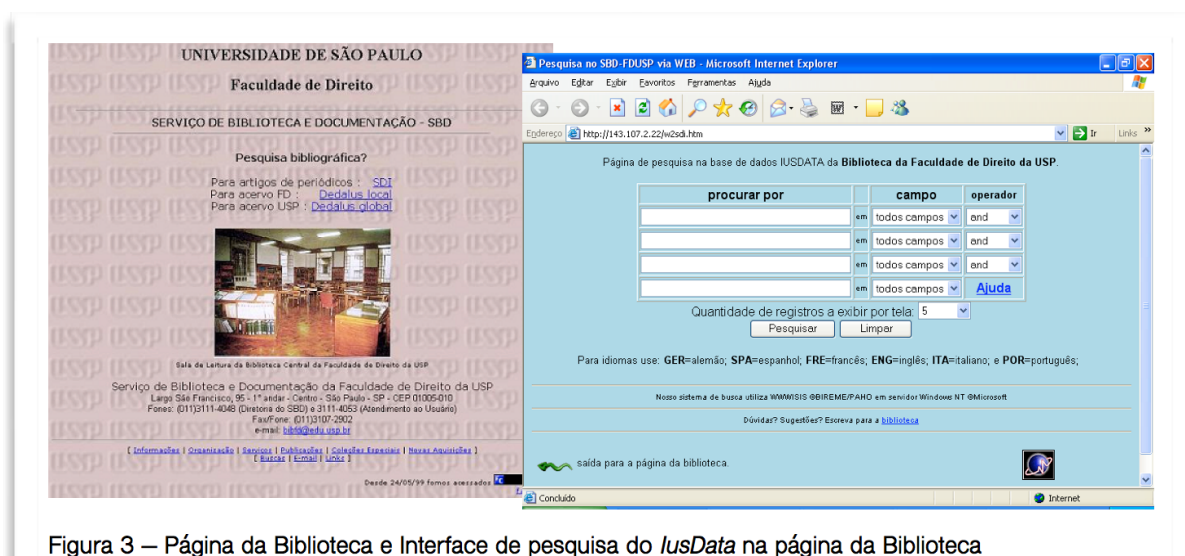 UNIVERSIDADE DE SÃO PAULO
Faculdade de Direito
SERVIÇO DE BIBLIOTECA E DOCUMENTAÇÃO - SBD
Pesquisa bibliográfica?
Para artigos de periódicos : SDI
Para acervo FD : Dedalus local
Para acervo USP : Dedalus global
Sala de Leitura da Biblioteca Central da Faculdade de Direito da USP
Serviço de Biblioteca e Documentação da Faculdade de Direito da USP
Largo São Francisco, 95 - 1º andar - Centro - São Paulo - SP - CEP 01005-010
Fones: (011)3111-4048 (Diretoria do SBD) e 3111-4053 (Atendimento ao Usuário)
Fax/Fone: (011)3107-2902
e-mail: bibfd@edu.usp.br
[ Informações | Organização | Serviços | Publicações | Coleções Especiais | Novas Aquisições ]
[ Buscas | E-mail | Links ]
Desde 24/05/99 fomos acessados
Pesquisa no SBD-FDUSP via WEB - Microsoft Internet Explorer
Arquivo Editar Exibir Favoritos Ferramentas Ajuda
Endereço http://143.107.2.22/w2sdi.htm Ir Links »
Página de pesquisa na base de dados IUSDATA da Biblioteca da Faculdade de Direito da USP.
procurar por campo operador
em todos campos and
em todos campos and
em todos campos and
em todos campos Ajuda
Quantidade de registros a exibir por tela: 5
Pesquisar Limpar
Para idiomas use: GER=alemão; SPA=espanhol; FRE=francês; ENG=inglês; ITA=italiano; e POR=português;
Nosso sistema de busca utiliza WWWISIS ©BIREME/PAHO em servidor Windows NT ©Microsoft
Dúvidas? Sugestões? Escreva para a biblioteca
saída para a página da biblioteca.
Concluído Internet
Figura 3 – Página da Biblioteca e Interface de pesquisa do IusData na página da Biblioteca